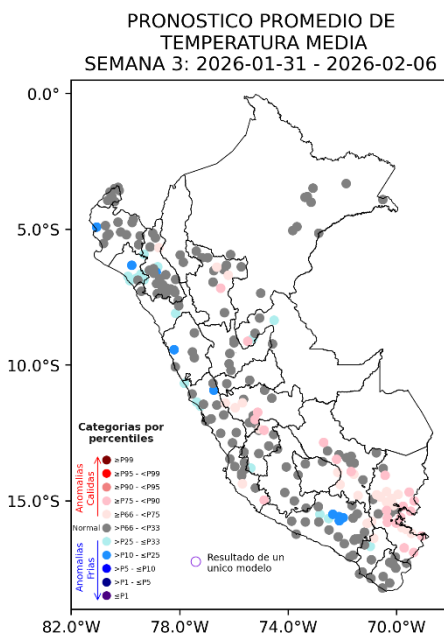 PRONOSTICO PROMEDIO DE
TEMPERATURA MEDIA
SEMANA 3: 2026-01-31 - 2026-02-06
0.0°
5.0°S
10.0°S
15.0°S
Categorias por
percentiles
Anomalias
Calidas
≥P99
≥P95 - <P99
≥P90 - <P95
≥P75 - <P90
≥P66 - <P75
Normal
>P66 - <P33
>P25 - ≤P33
>P10 - ≤P25
>P5 - ≤P10
>P1 - ≤P5
≤P1
Anomalias
Frias
Resultado de un
unico modelo
82.0°W
78.0°W
74.0°W
70.0°W